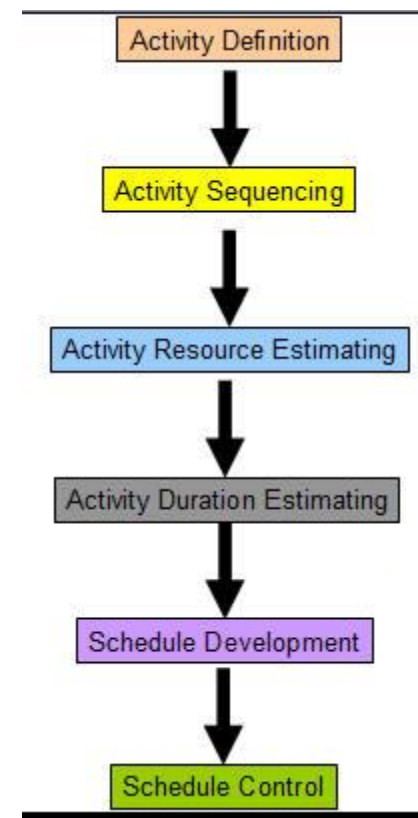 Activity Definition
Activity Sequencing
Activity Resource Estimating
Activity Duration Estimating
Schedule Development
Schedule Control